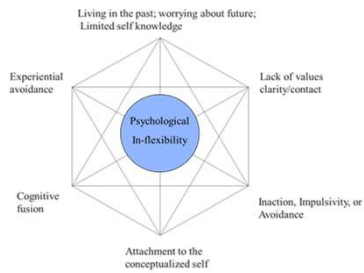 Living in the past; worrying about future;
Limited self knowledge
Experiential
avoidance
Lack of values
clarity/contact
Psychological
In-flexibility
Cognitive
fusion
Inaction, Impulsivity, or
Avoidance
Attachment to the
conceptualized self